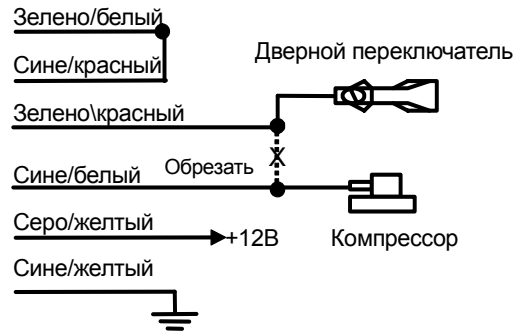 Зелено/белый
Сине/красный
Дверной переключатель
Зелено\красный
Обрезать
X
Сине/белый
Серо/желтый
+12В
Компрессор
Сине/желтый